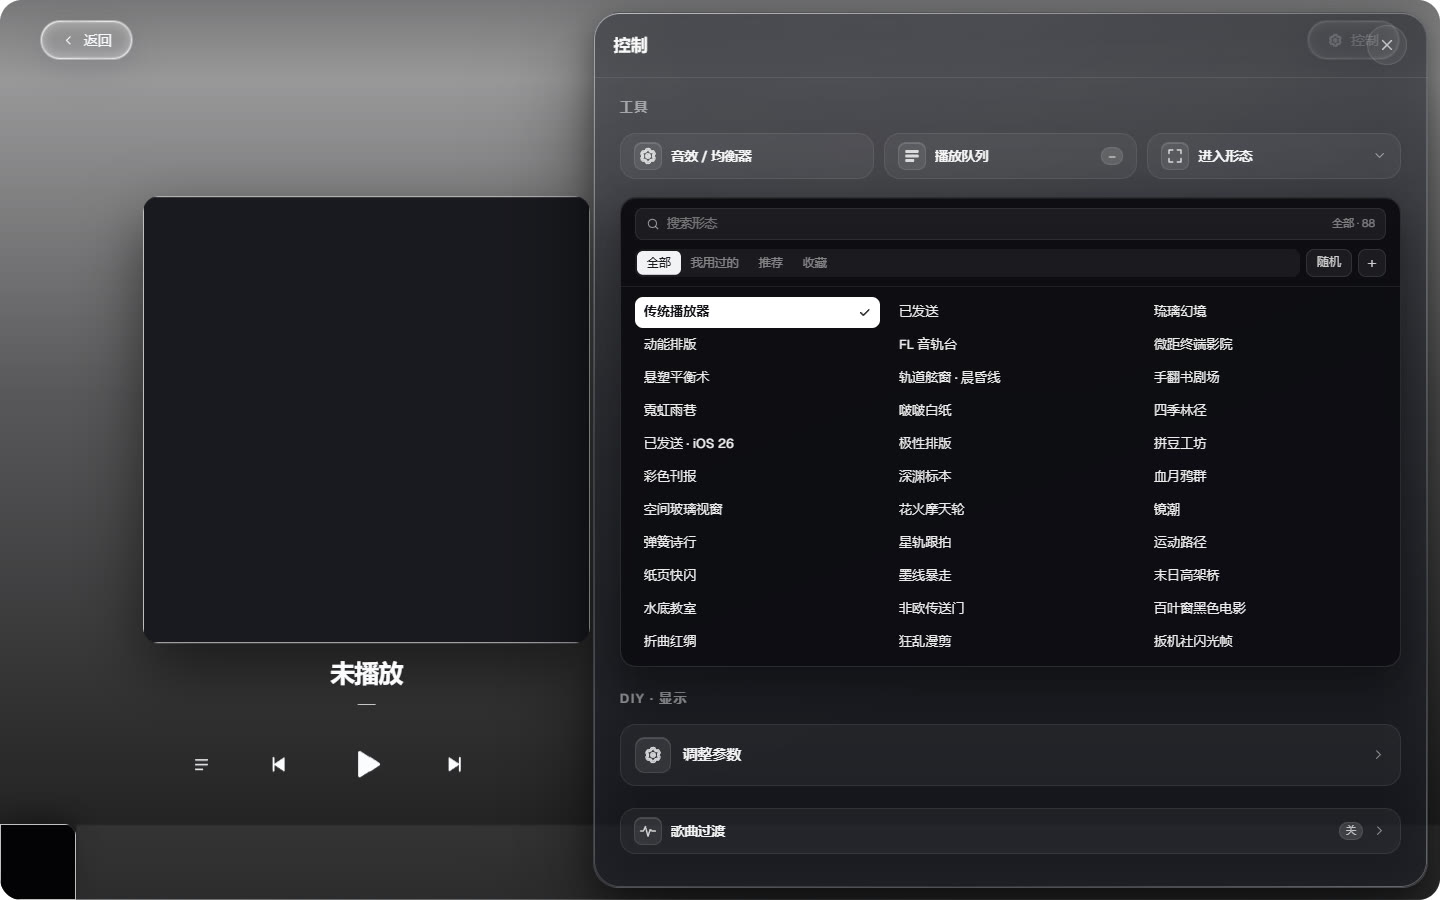 返回
控制
控制
工具
音效 / 均衡器
播放队列
–
进入形态
搜索形态
全部 · 88
全部
我用过的
推荐
收藏
随机
+
传统播放器
已发送
琉璃幻境
动能排版
FL 音轨台
微距终端影院
悬塑平衡术
轨道舷窗 · 晨昏线
手翻书剧场
霓虹雨巷
啵啵白纸
四季林径
已发送 · iOS 26
极性排版
拼豆工坊
彩色刊报
深渊标本
血月鸦群
空间玻璃视窗
花火摩天轮
镜潮
弹簧诗行
星轨跟拍
运动路径
纸页快闪
墨线暴走
末日高架桥
水底教室
非欧传送门
百叶窗黑色电影
折曲红绸
狂乱漫剪
扳机社闪光帧
未播放
—
DIY · 显示
调整参数
歌曲过渡
关